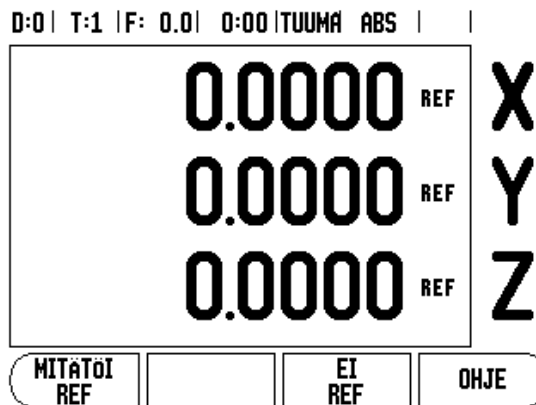 D:0 | T:1 | F: 0.0 | 0:00 | TUUMA ABS | |
0.0000 REF X
0.0000 REF Y
0.0000 REF Z
MITÄTÖI REF
EI REF
OHJE